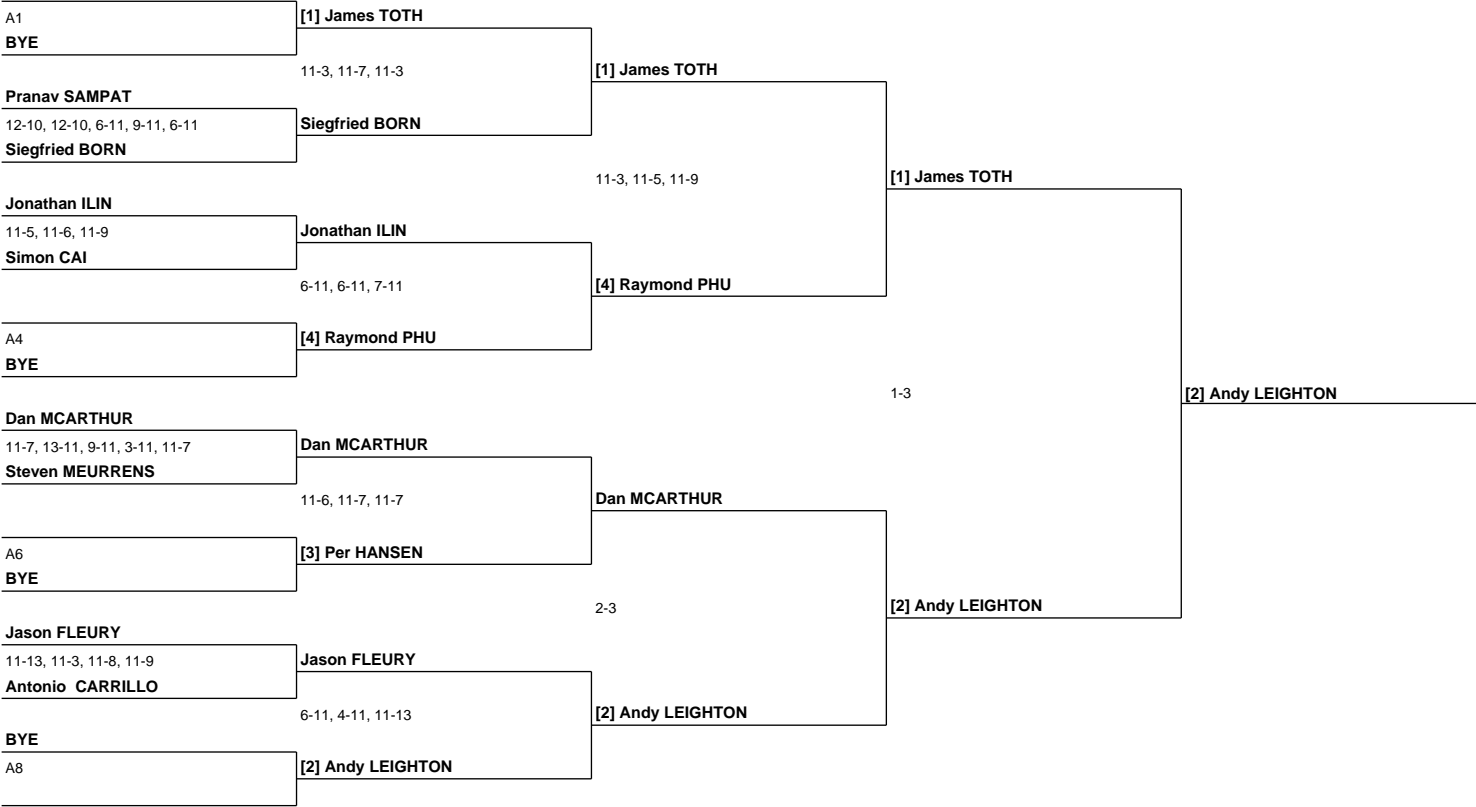 A1
BYE
Pranav SAMPAT
12-10, 12-10, 6-11, 9-11, 6-11
Siegfried BORN
Jonathan ILIN
11-5, 11-6, 11-9
Simon CAI
A4
BYE
Dan MCARTHUR
11-7, 13-11, 9-11, 3-11, 11-7
Steven MEURRENS
A6
BYE
Jason FLEURY
11-13, 11-3, 11-8, 11-9
Antonio  CARRILLO
BYE
A8
[1] James TOTH
11-3, 11-7, 11-3
Siegfried BORN
Jonathan ILIN
6-11, 6-11, 7-11
[4] Raymond PHU
Dan MCARTHUR
11-6, 11-7, 11-7
[3] Per HANSEN
Jason FLEURY
6-11, 4-11, 11-13
[2] Andy LEIGHTON
[1] James TOTH
11-3, 11-5, 11-9
[4] Raymond PHU
Dan MCARTHUR
2-3
[2] Andy LEIGHTON
[1] James TOTH
1-3
[2] Andy LEIGHTON
[2] Andy LEIGHTON